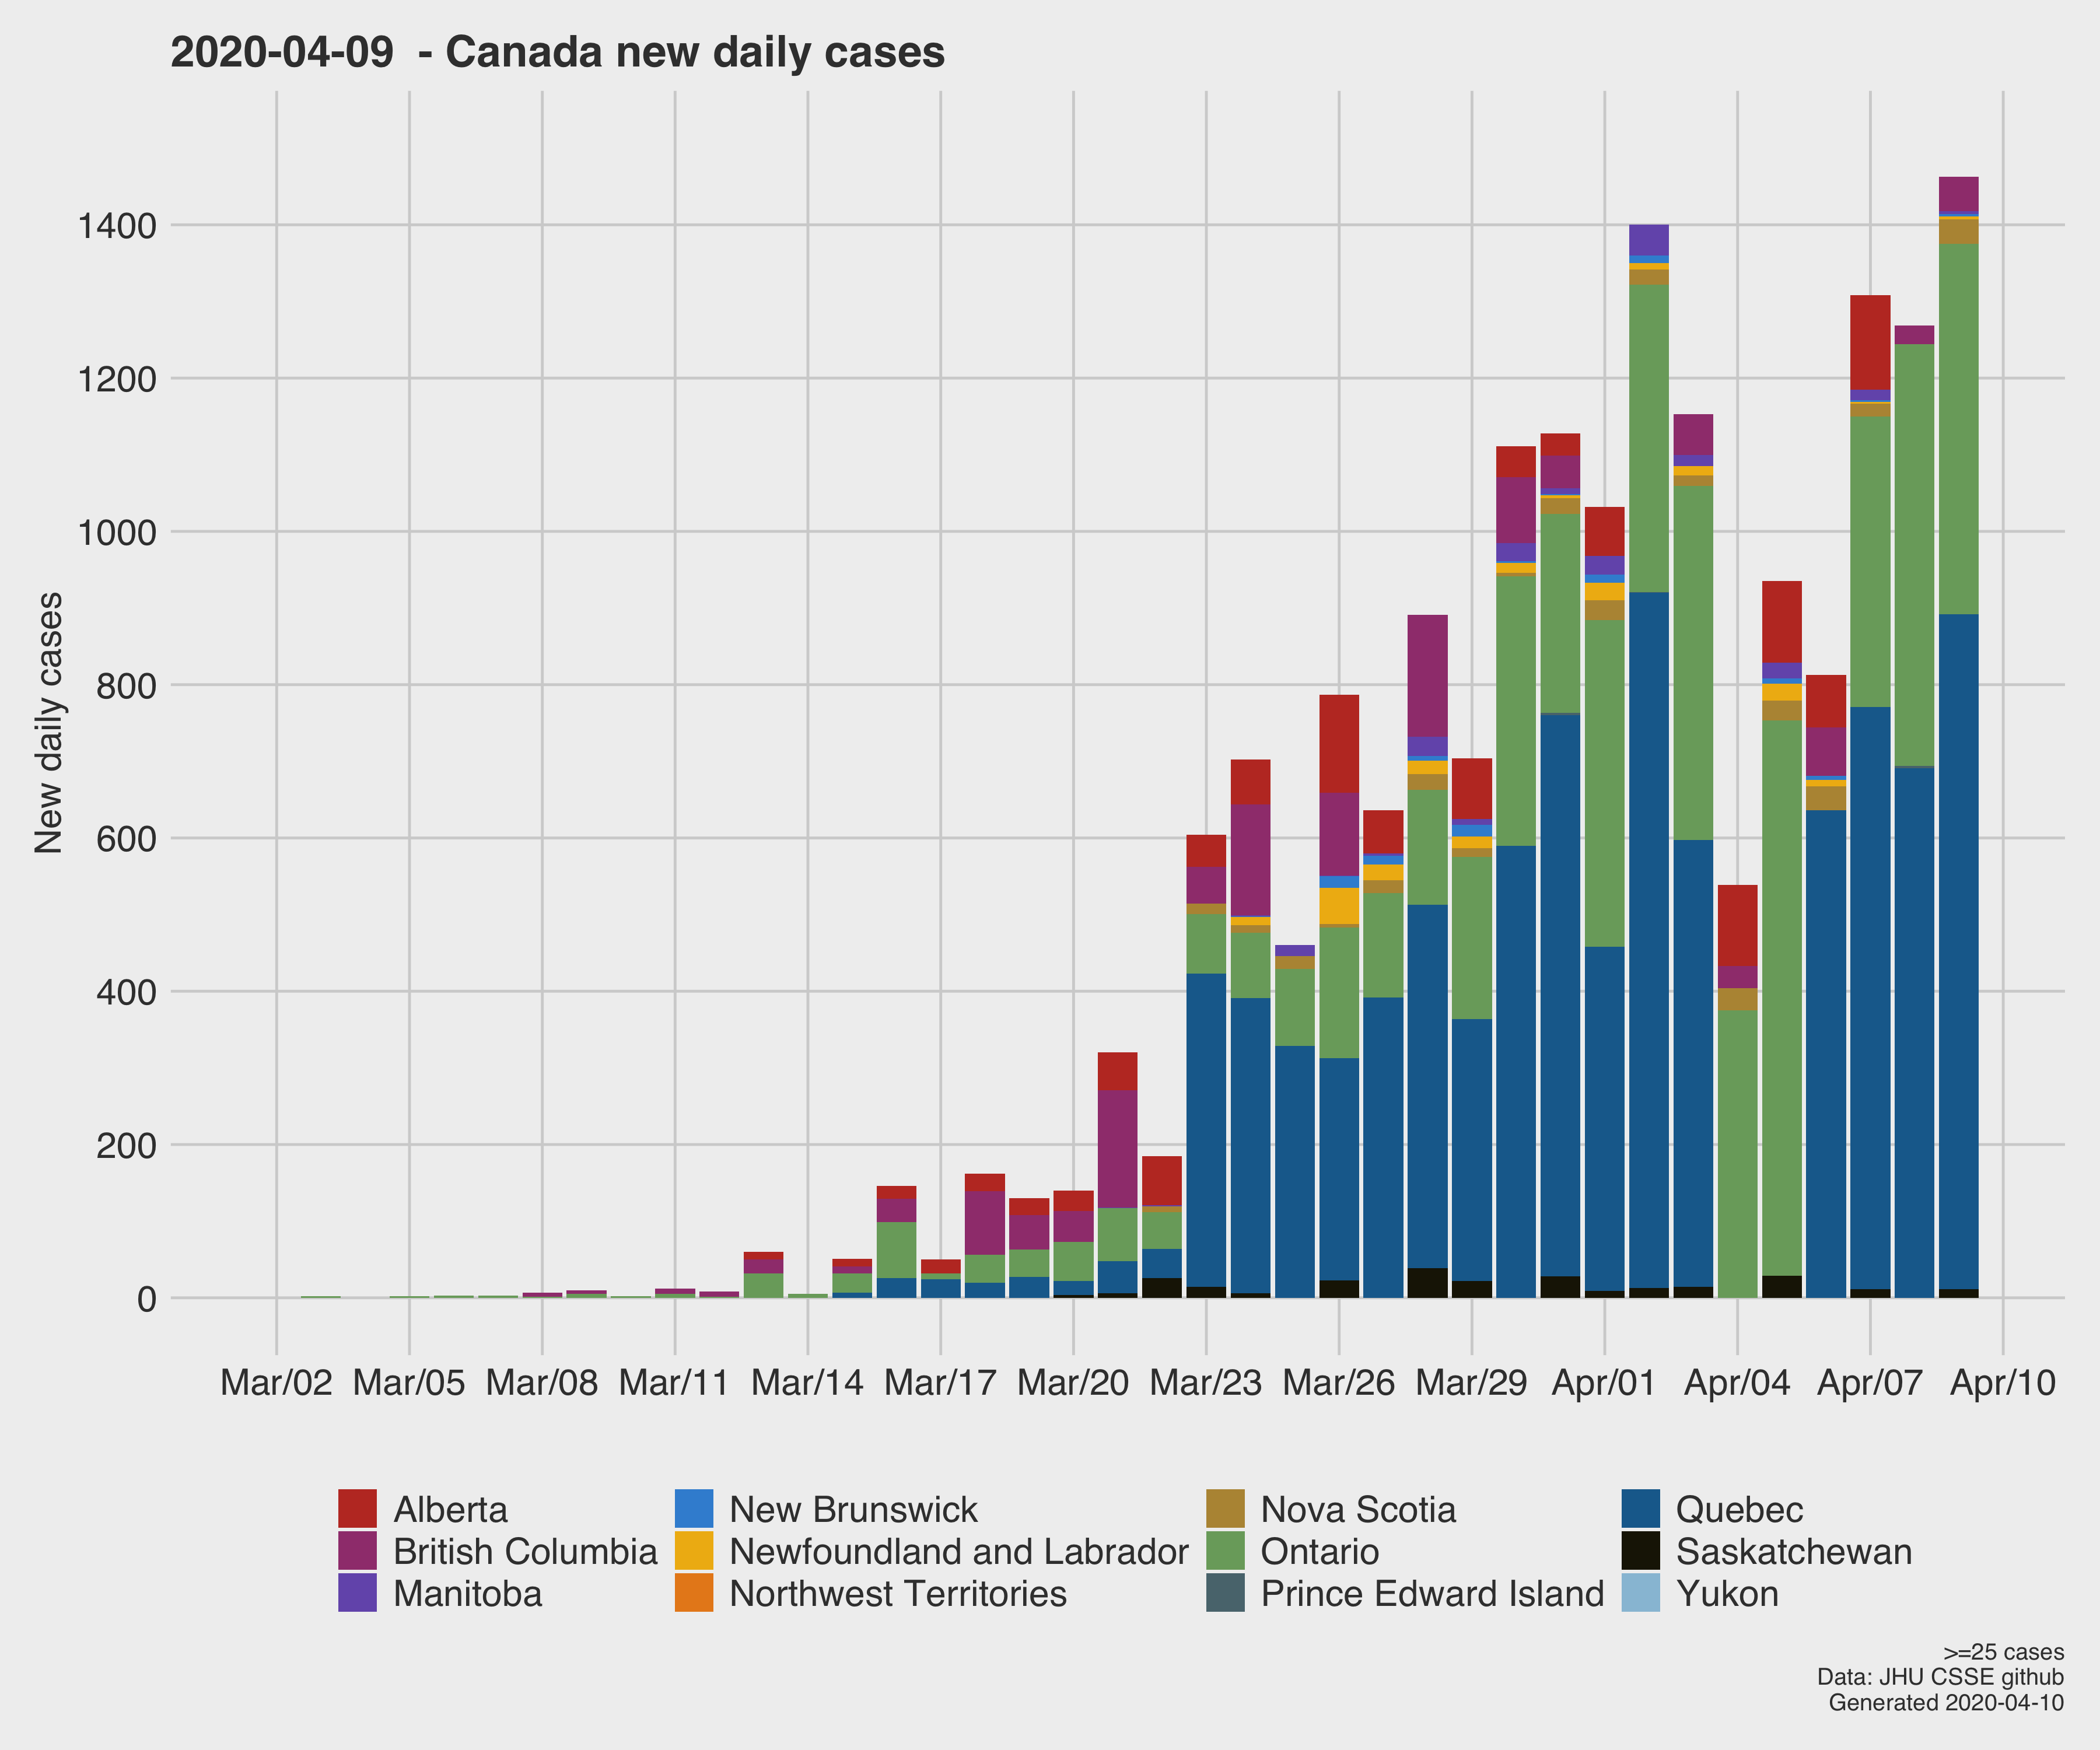 2020-04-09 - Canada new daily cases
New daily cases
1400
1200
1000
800
600
400
200
0
Mar/02 Mar/05 Mar/08 Mar/11 Mar/14 Mar/17 Mar/20 Mar/23 Mar/26 Mar/29 Apr/01 Apr/04 Apr/07 Apr/10
Alberta New Brunswick Nova Scotia Quebec
British Columbia Newfoundland and Labrador Ontario Saskatchewan
Manitoba Northwest Territories Prince Edward Island Yukon
>=25 cases
Data: JHU CSSE github
Generated 2020-04-10